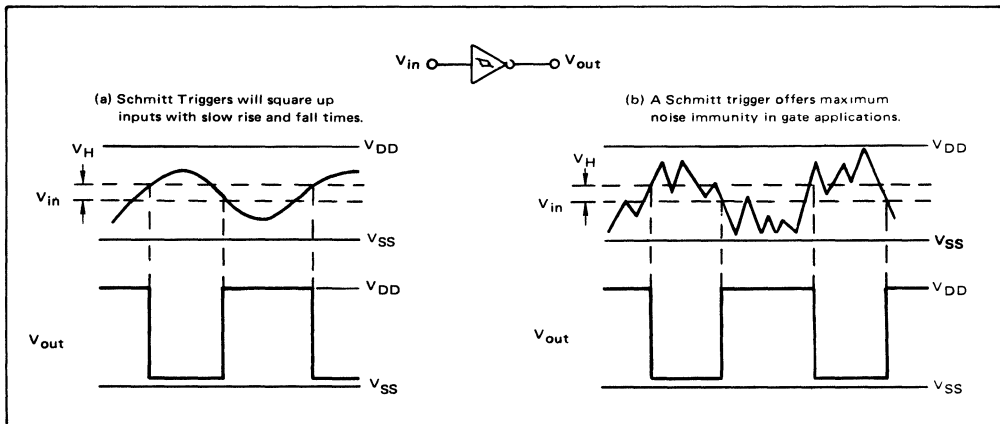 Vin Vout
(a) Schmitt Triggers will square up
inputs with slow rise and fall times.
VH
VDD
Vin
VSS
VDD
Vout
VSS
(b) A Schmitt trigger offers maximum
noise immunity in gate applications.
VDD
VH
Vin
VSS
VDD
Vout
VSS